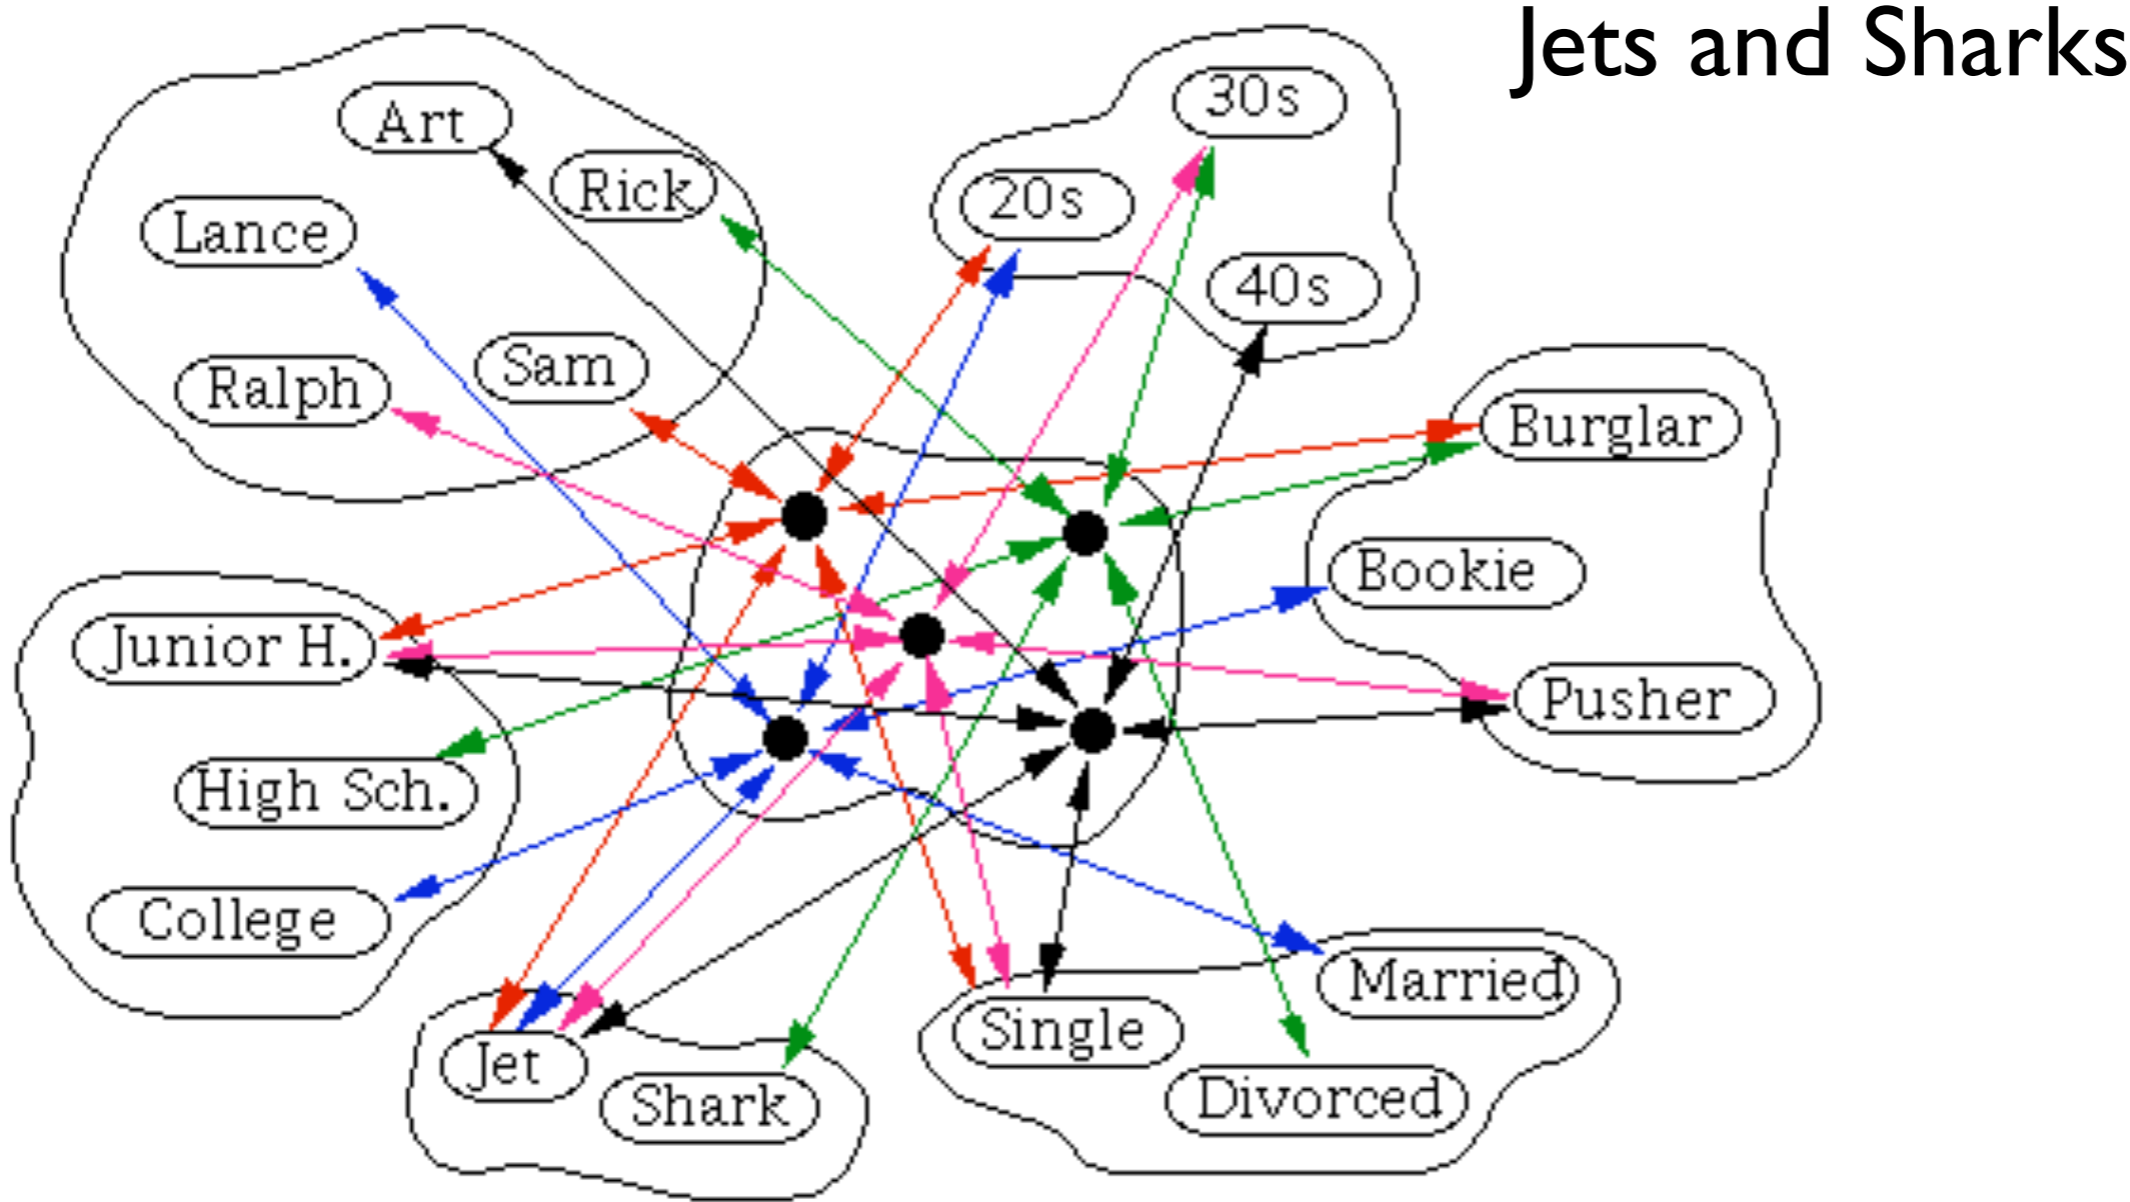 Jets and Sharks
Art
Rick
Lance
Sam
Ralph
30s
20s
40s
Burglar
Bookie
Pusher
Junior H.
High Sch.
College
Jet
Shark
Single
Married
Divorced